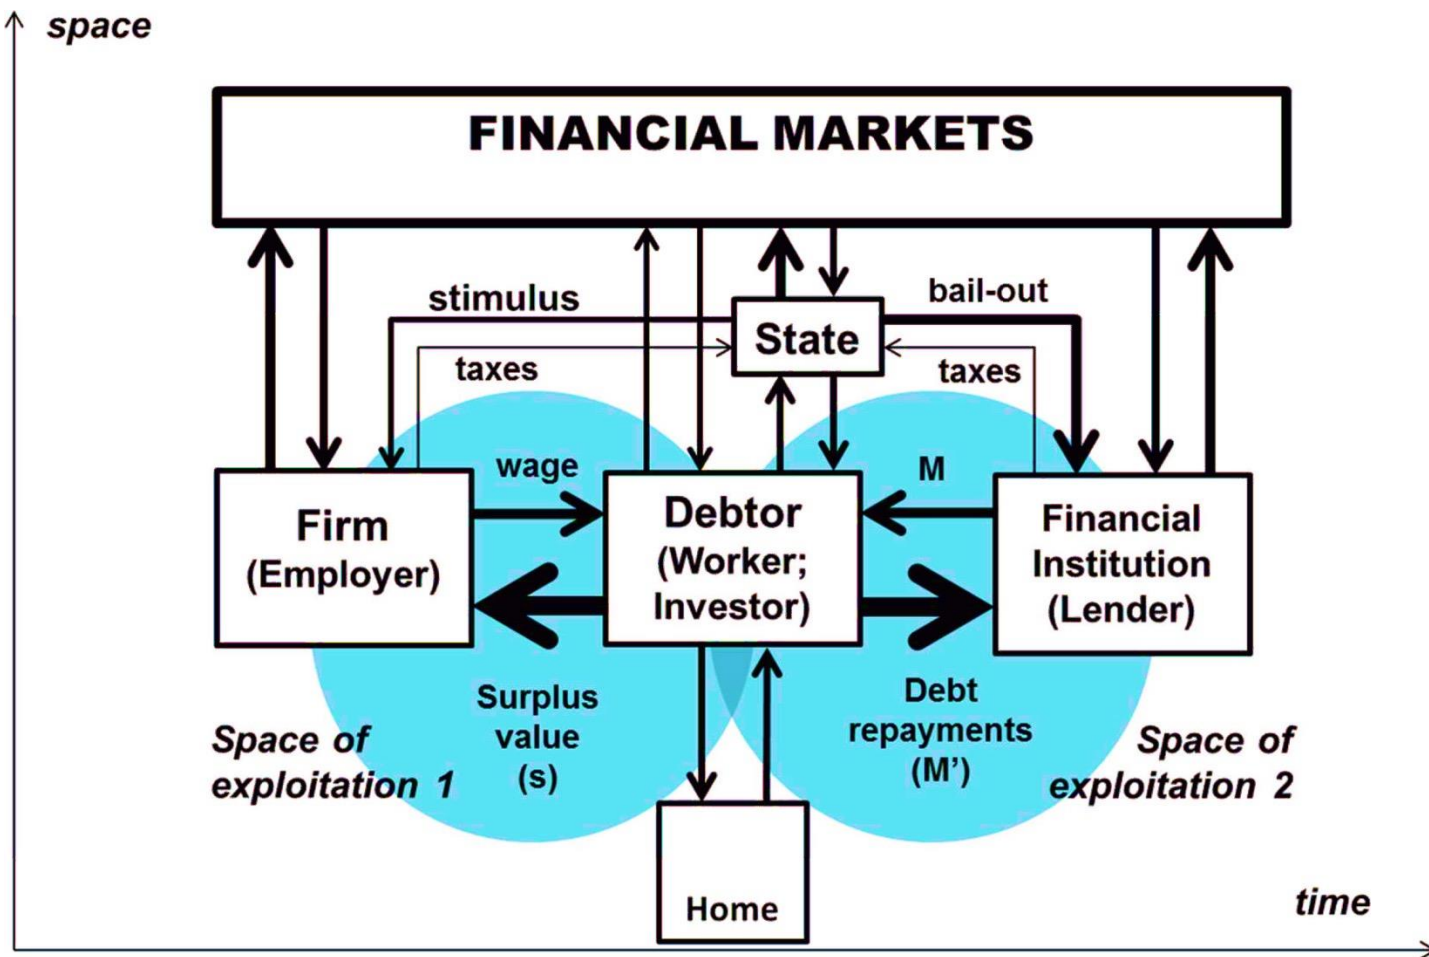 space
FINANCIAL MARKETS
stimulus
bail-out
State
taxes
taxes
wage
M
Firm
(Employer)
Debtor
(Worker;
Investor)
Financial
Institution
(Lender)
Surplus
value
(s)
Debt
repayments
(M’)
Space of
exploitation 1
Space of
exploitation 2
Home
time